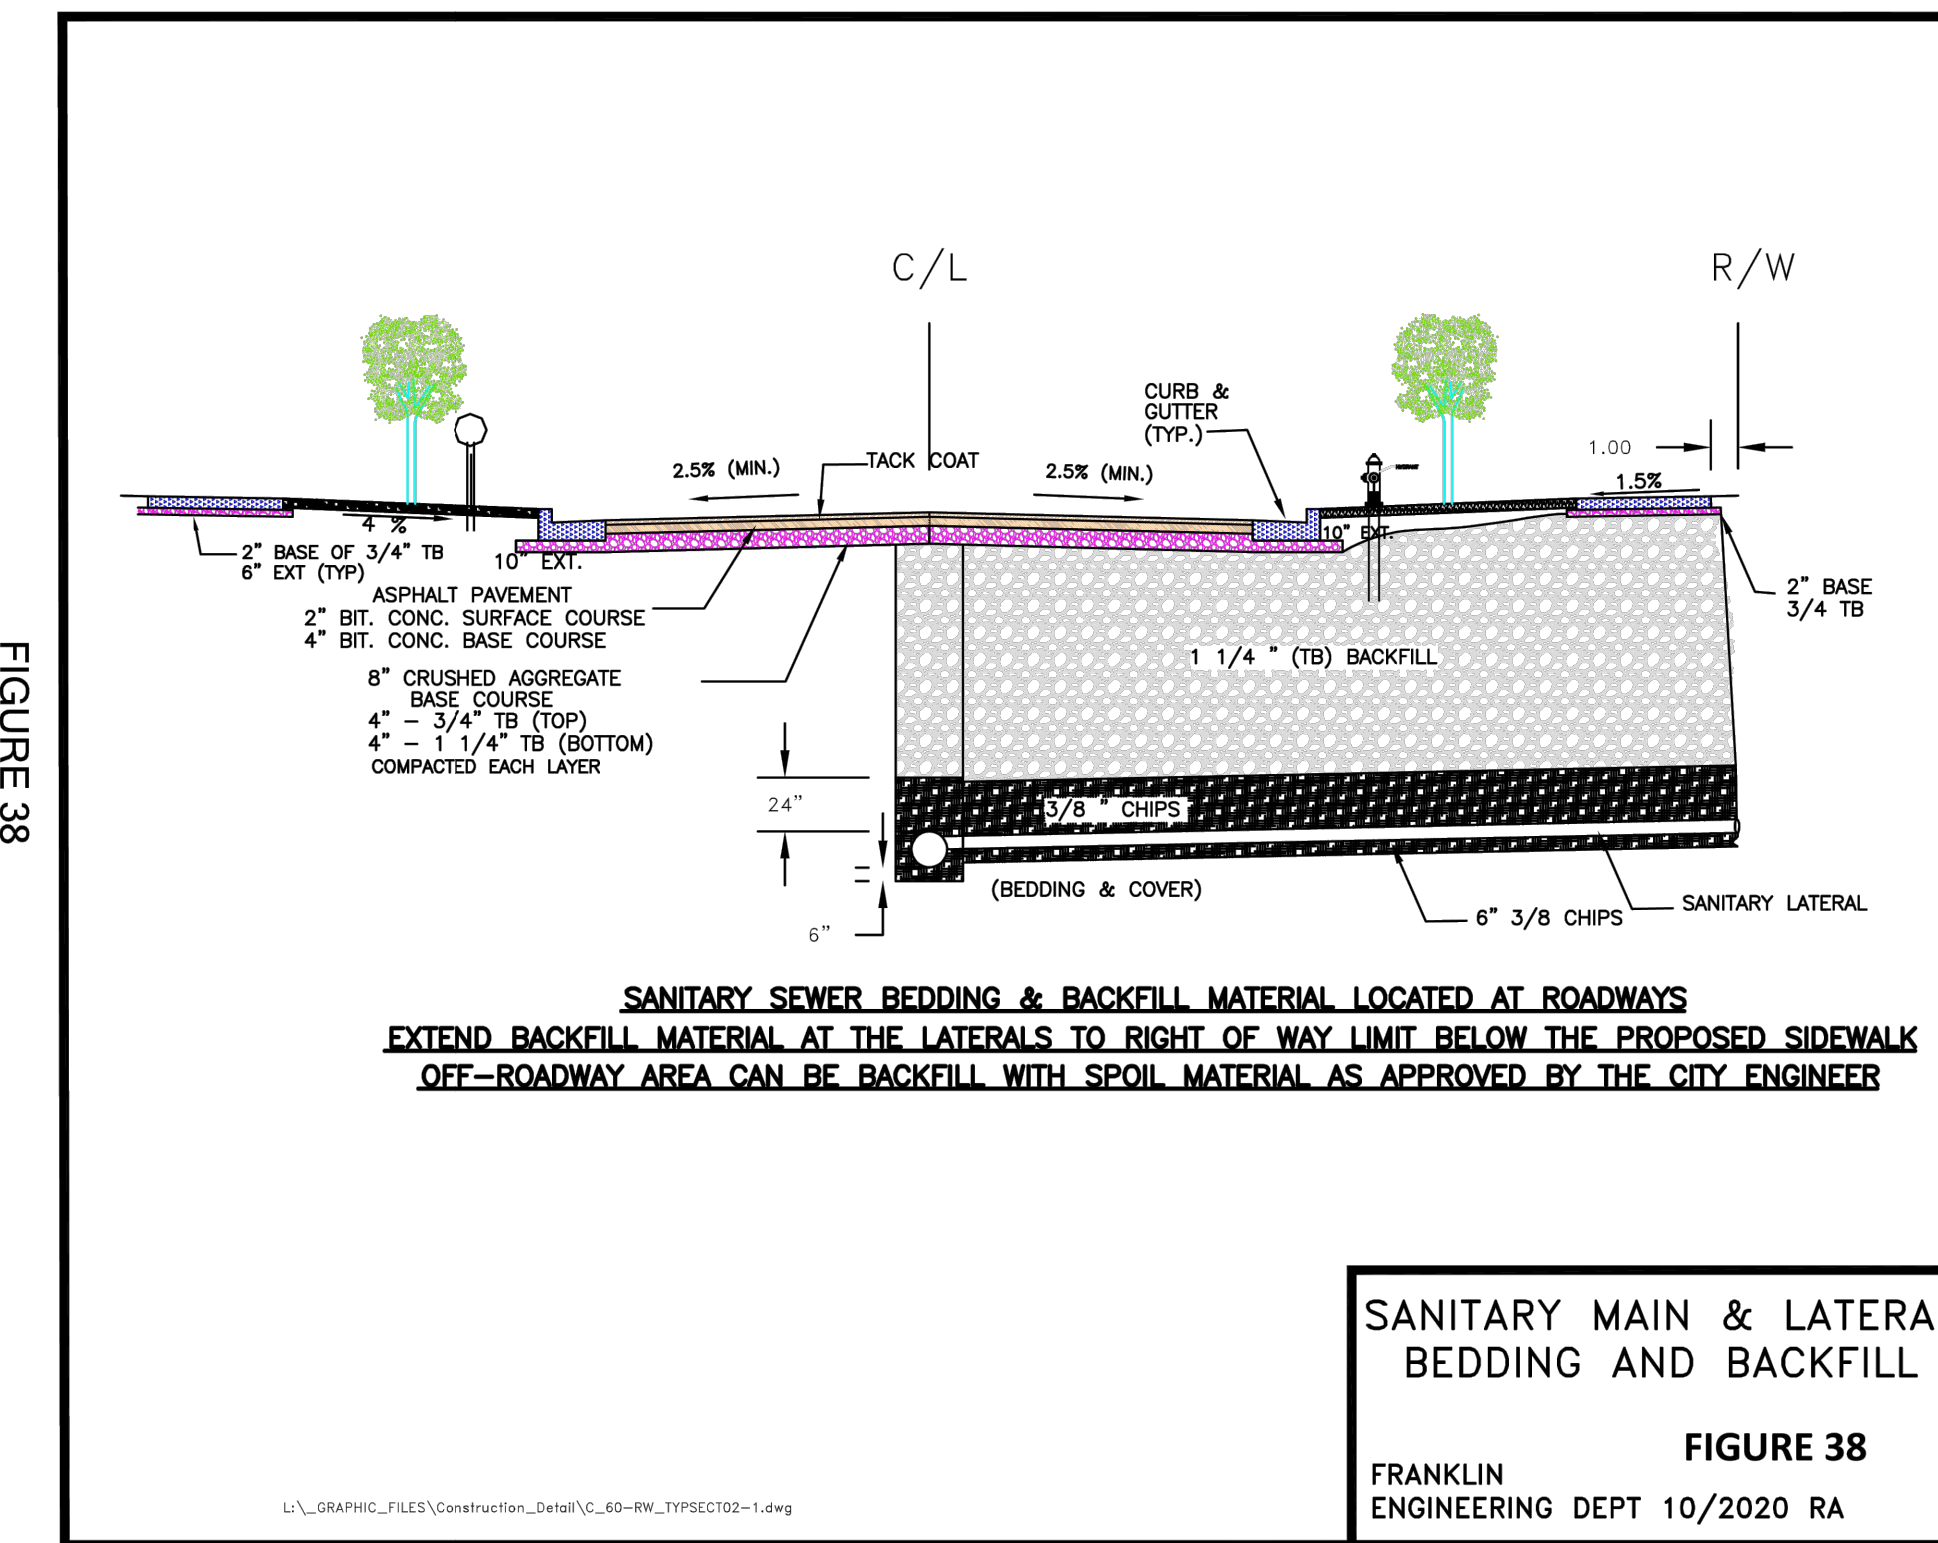 FIGURE 38
C/L
R/W
CURB &
GUTTER
(TYP.)
1.00
2.5% (MIN.)
TACK COAT
2.5% (MIN.)
1.5%
4 %
10" EXT.
2" BASE OF 3/4" TB
6" EXT (TYP)
10" EXT.
ASPHALT PAVEMENT
2" BIT. CONC. SURFACE COURSE
4" BIT. CONC. BASE COURSE
2" BASE
3/4 TB
1 1/4 " (TB) BACKFILL
8" CRUSHED AGGREGATE
BASE COURSE
4" – 3/4" TB (TOP)
4" – 1 1/4" TB (BOTTOM)
COMPACTED EACH LAYER
24"
3/8 " CHIPS
(BEDDING & COVER)
6"
6" 3/8 CHIPS
SANITARY LATERAL
SANITARY SEWER BEDDING & BACKFILL MATERIAL LOCATED AT ROADWAYS
EXTEND BACKFILL MATERIAL AT THE LATERALS TO RIGHT OF WAY LIMIT BELOW THE PROPOSED SIDEWALK
OFF–ROADWAY AREA CAN BE BACKFILL WITH SPOIL MATERIAL AS APPROVED BY THE CITY ENGINEER
SANITARY MAIN & LATERA
BEDDING AND BACKFILL
FIGURE 38
FRANKLIN
ENGINEERING DEPT 10/2020 RA
L:\_GRAPHIC_FILES\Construction_Detail\C_60–RW_TYPSECT02–1.dwg